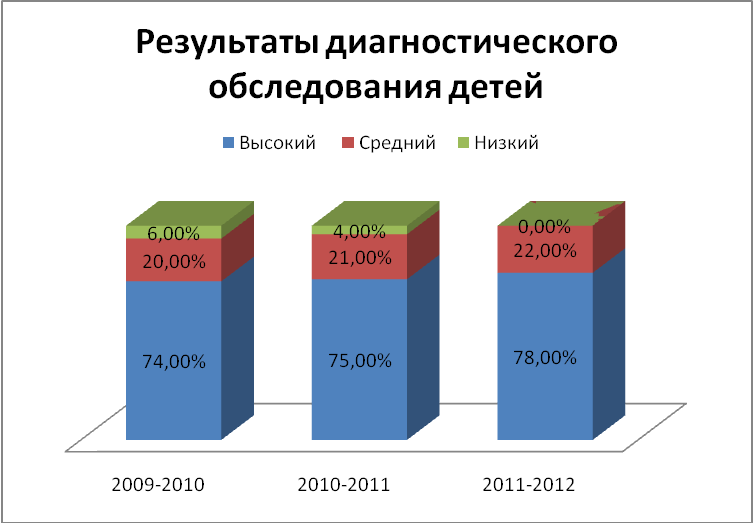 Результаты диагностического
обследования детей
Высокий Средний Низкий
6,00% 4,00% 0,00%
20,00% 21,00% 22,00%
74,00% 75,00% 78,00%
2009-2010 2010-2011 2011-2012